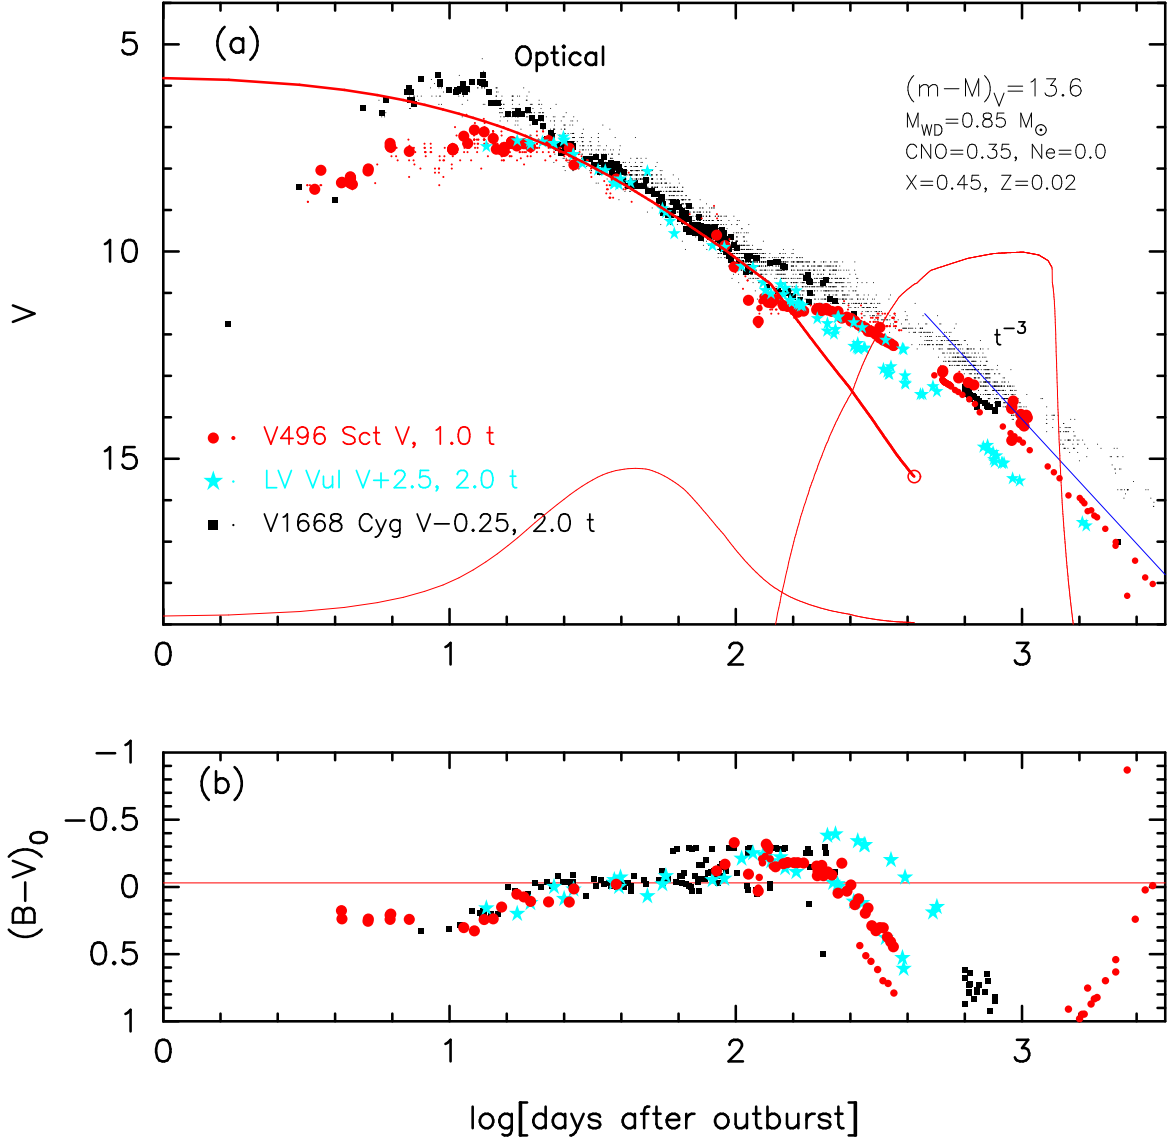 (a)
Optical
(m−M)V=13.6
MWD=0.85 M⊙
CNO=0.35, Ne=0.0
X=0.45, Z=0.02
5
10
15
V
t−3
V496 Sct V, 1.0 t
LV Vul V+2.5, 2.0 t
V1668 Cyg V−0.25, 2.0 t
0 1 2 3
(b)
−1
−0.5
0
0.5
1
(B−V)0
0 1 2 3
log[days after outburst]